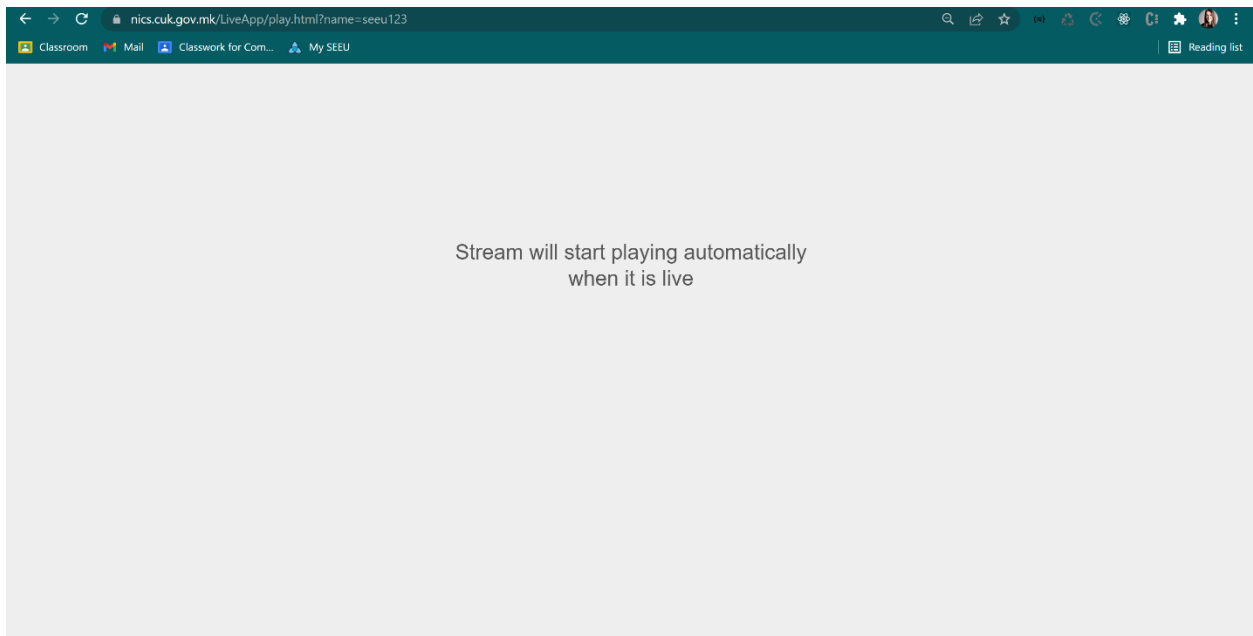 nics.cuk.gov.mk/LiveApp/play.html?name=seeu123
Classroom Mail Classwork for Com... My SEEU Reading list
Stream will start playing automatically
when it is live